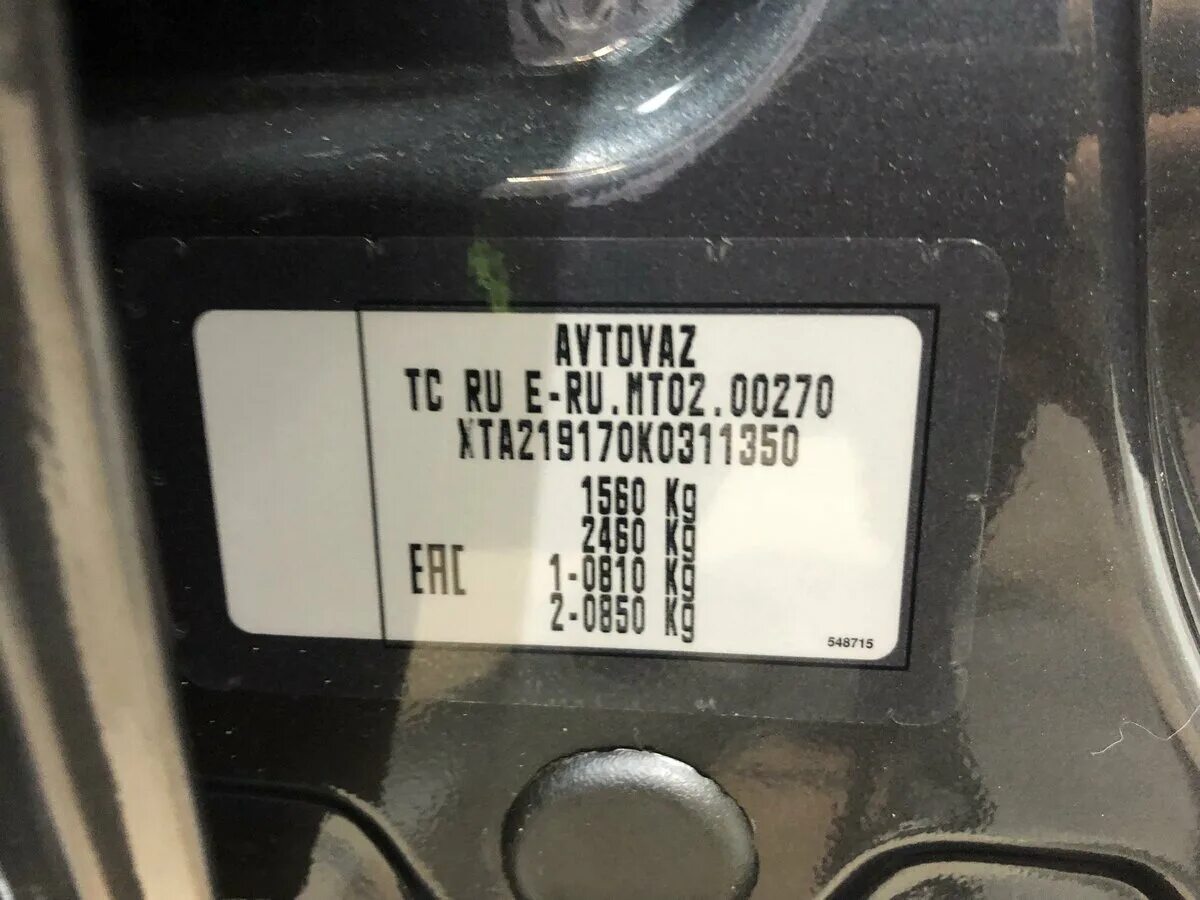 AVTOVAZ
TC RU E-RU.MT02.00270
XTA219170K0311350
1560 Kg
2460 Kg
EAC 1-0810 Kg
2-0850 Kg
548715